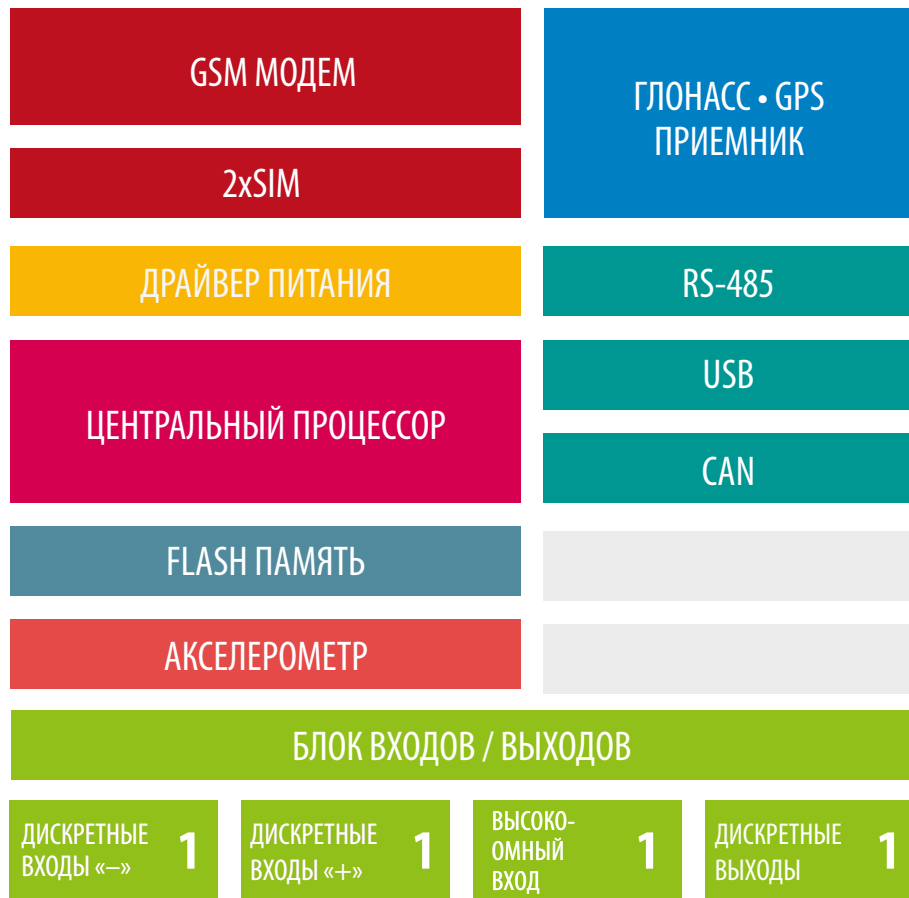 GSM МОДЕМ
2xSIM
ГЛОНАСС • GPS
ПРИЕМНИК
ДРАЙВЕР ПИТАНИЯ
RS-485
ЦЕНТРАЛЬНЫЙ ПРОЦЕССОР
USB
CAN
FLASH ПАМЯТЬ
АКСЕЛЕРОМЕТР
БЛОК ВХОДОВ / ВЫХОДОВ
ДИСКРЕТНЫЕ
ВХОДЫ «–»
1
ДИСКРЕТНЫЕ
ВХОДЫ «+»
1
ВЫСОКО-
ОМНЫЙ
ВХОД
1
ДИСКРЕТНЫЕ
ВЫХОДЫ
1